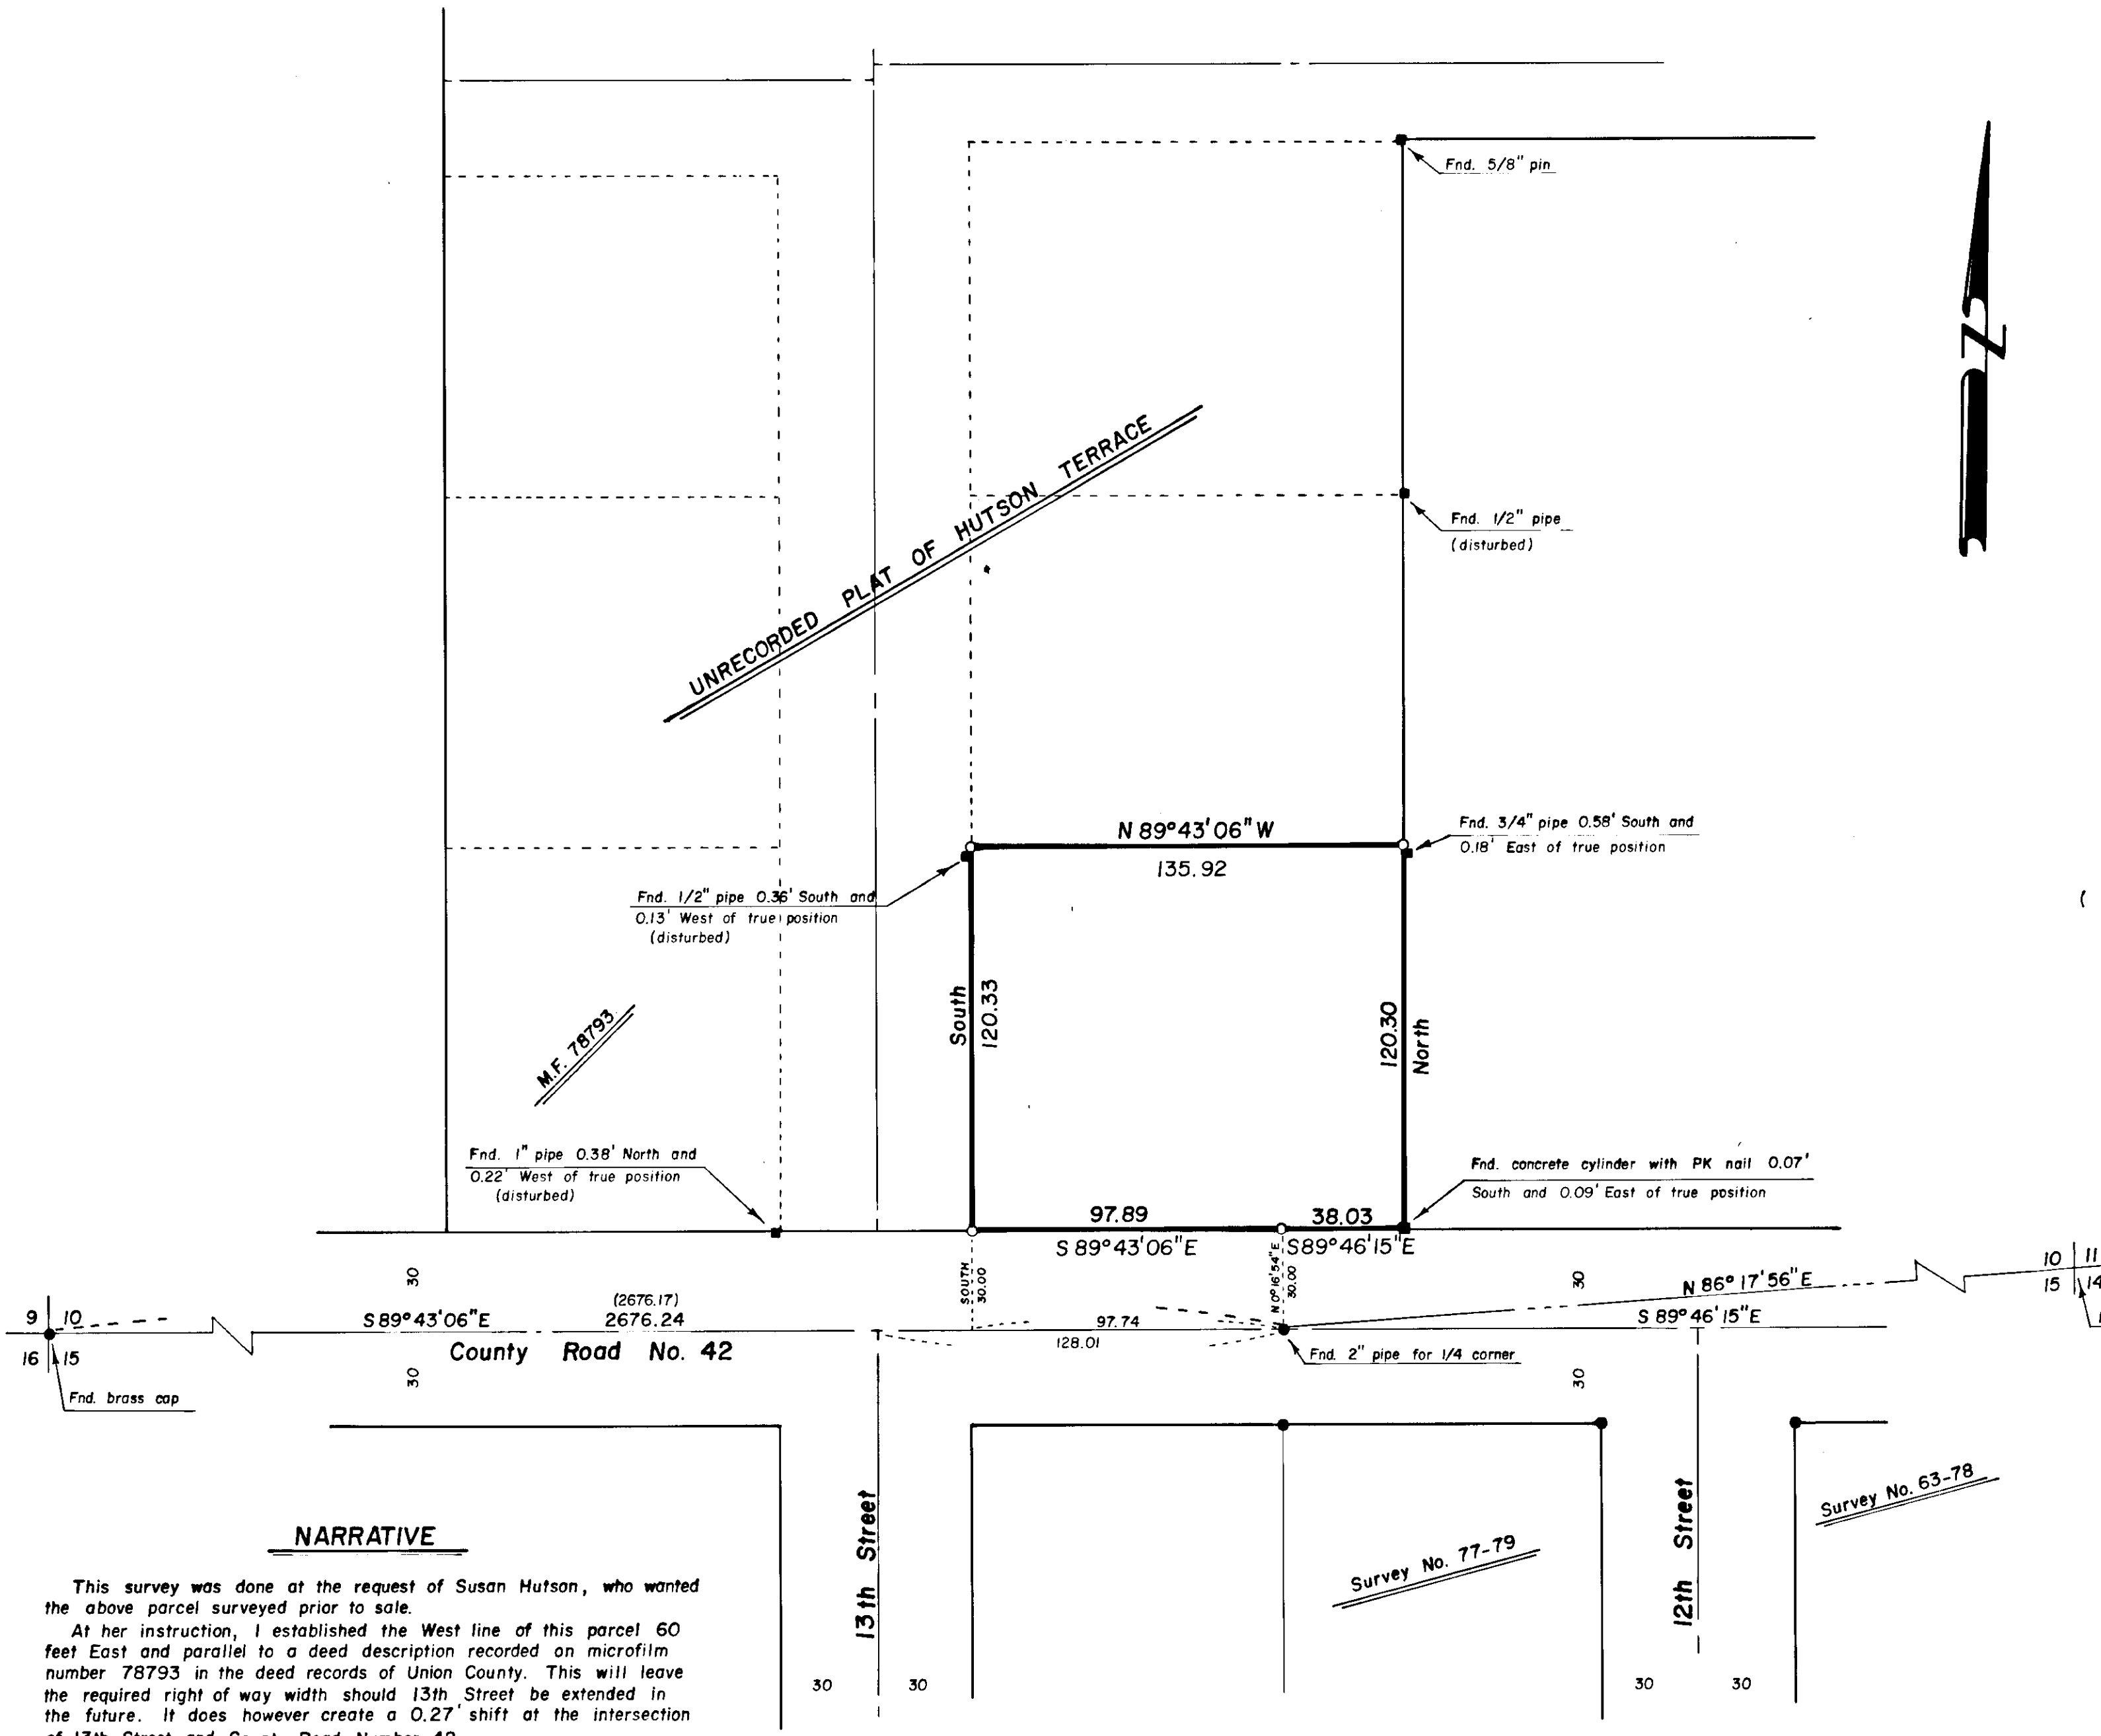 Fnd. 5/8" pin
N
Fnd. 1/2" pipe
(disturbed)
UNRECORDED PLAT OF HUTSON TERRACE
N 89°43'06" W
135.92
Fnd. 3/4" pipe 0.58' South and
0.18' East of true position
Fnd. 1/2" pipe 0.36' South and
0.13' West of true position
(disturbed)
South
120.33
120.30
North
M.F. 78793
Fnd. 1" pipe 0.38' North and
0.22' West of true position
(disturbed)
Fnd. concrete cylinder with PK nail 0.07'
South and 0.09' East of true position
97.89
38.03
S 89°43'06"E
S89°46'15"E
30
SOUTH
30.00
N 0°16'54"E
30.00
30
N 86°17'56"E
10 11
15 14
9 10
16 15
S89°43'06"E
(2676.17)
2676.24
97.74
128.01
S 89°46'15"E
County Road No. 42
Fnd. 2" pipe for 1/4 corner
30
30
Fnd. brass cap
13th Street
12th Street
Survey No. 63-78
Survey No. 77-79
30 30
30 30
NARRATIVE
This survey was done at the request of Susan Hutson, who wanted
the above parcel surveyed prior to sale.
At her instruction, I established the West line of this parcel 60
feet East and parallel to a deed description recorded on microfilm
number 78793 in the deed records of Union County. This will leave
the required right of way width should 13th Street be extended in
the future. It does however create a 0.27' shift at the intersection
of 13th Street and County Road Number 42.